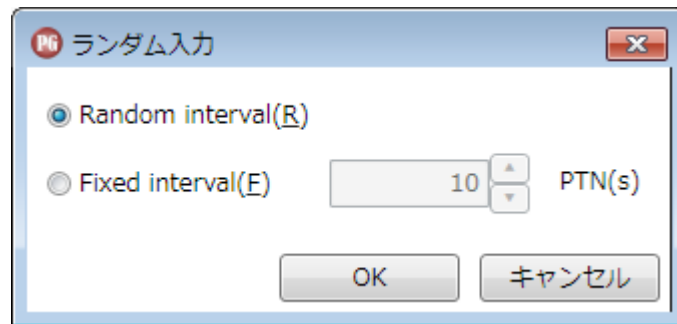 PG ランダム入力
Random interval(R)
Fixed interval(F) 10 PTN(s)
OK キャンセル